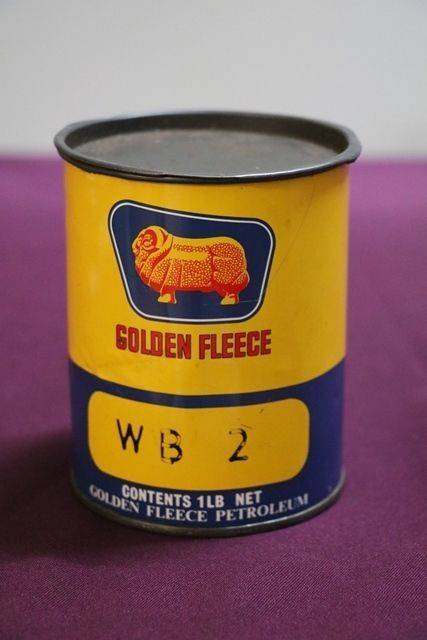 GOLDEN FLEECE
WB 2
CONTENTS 1LB NET
GOLDEN FLEECE PETROLEUM